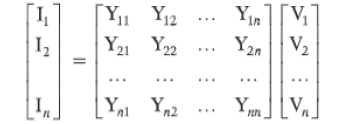 I₁ Y₁₁ Y₁₂ … Y₁ₙ V₁
I₂ = Y₂₁ Y₂₂ … Y₂ₙ V₂
… … … … …
Iₙ Yₙ₁ Yₙ₂ … Yₙₙ Vₙ